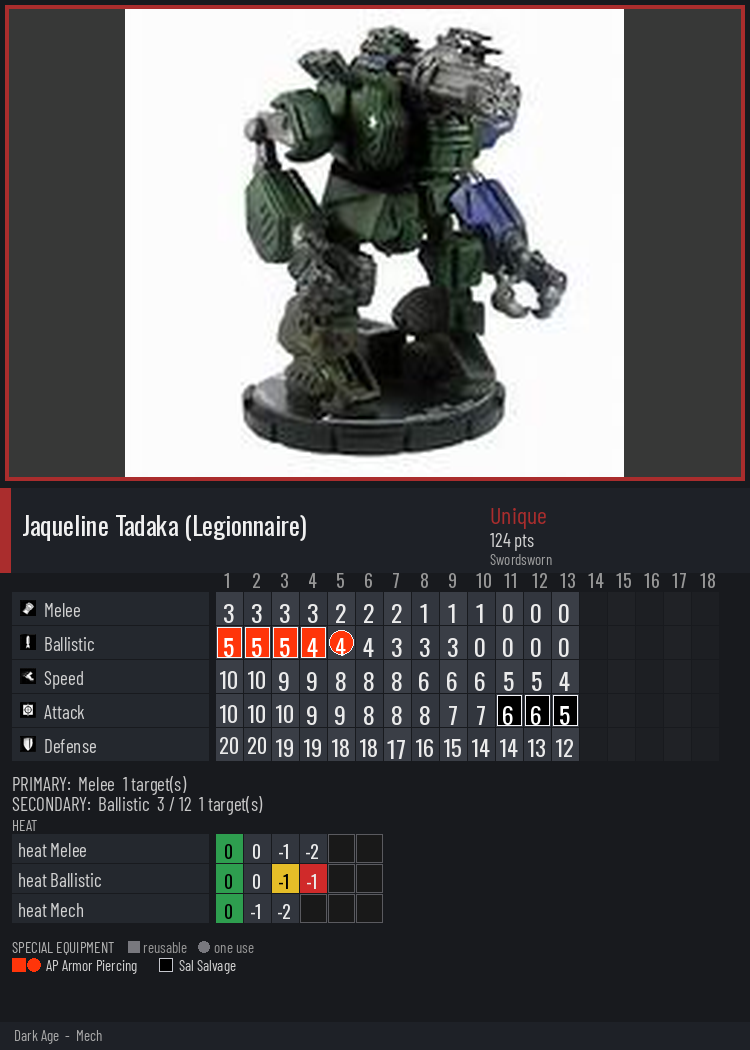 Jaqueline Tadaka (Legionnaire)
Unique
124 pts
Swordsworn
1 2 3 4 5 6 7 8 9 10 11 12 13 14 15 16 17 18
Melee 3 3 3 3 2 2 2 1 1 1 0 0 0
Ballistic 5 5 5 4 4 4 3 3 3 0 0 0 0
Speed 10 10 9 9 8 8 8 6 6 6 5 5 4
Attack 10 10 10 9 9 8 8 8 7 7 6 6 5
Defense 20 20 19 19 18 18 17 16 15 14 14 13 12
PRIMARY: Melee 1 target(s)
SECONDARY: Ballistic 3 / 12 1 target(s)
HEAT
heat Melee 0 0 -1 -2
heat Ballistic 0 0 -1 -1
heat Mech 0 -1 -2
SPECIAL EQUIPMENT reusable one use
AP Armor Piercing Sal Salvage
Dark Age - Mech